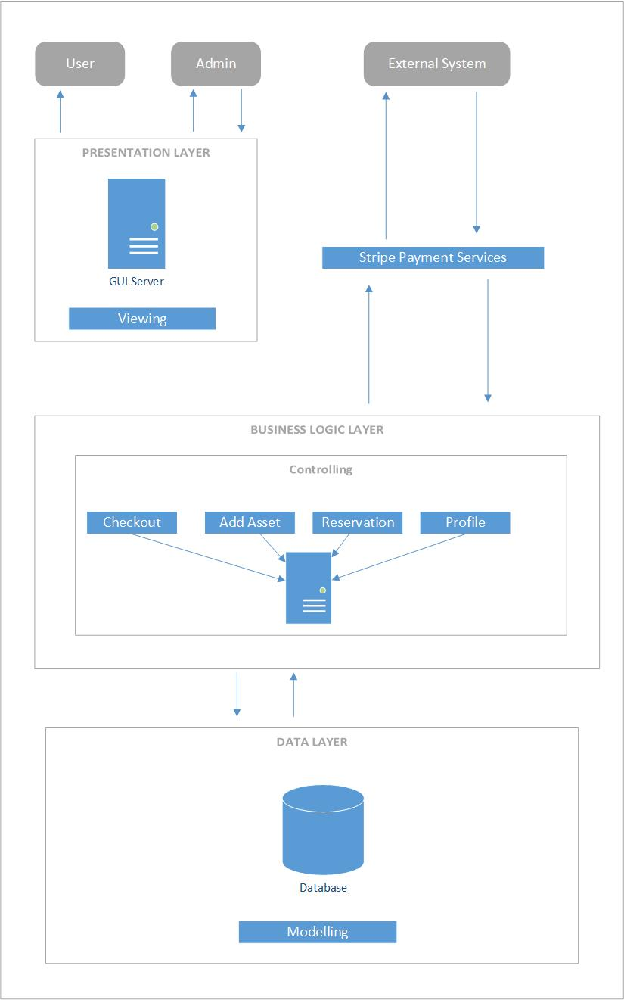 User
Admin
External System
PRESENTATION LAYER
GUI Server
Viewing
Stripe Payment Services
BUSINESS LOGIC LAYER
Controlling
Checkout
Add Asset
Reservation
Profile
DATA LAYER
Database
Modelling